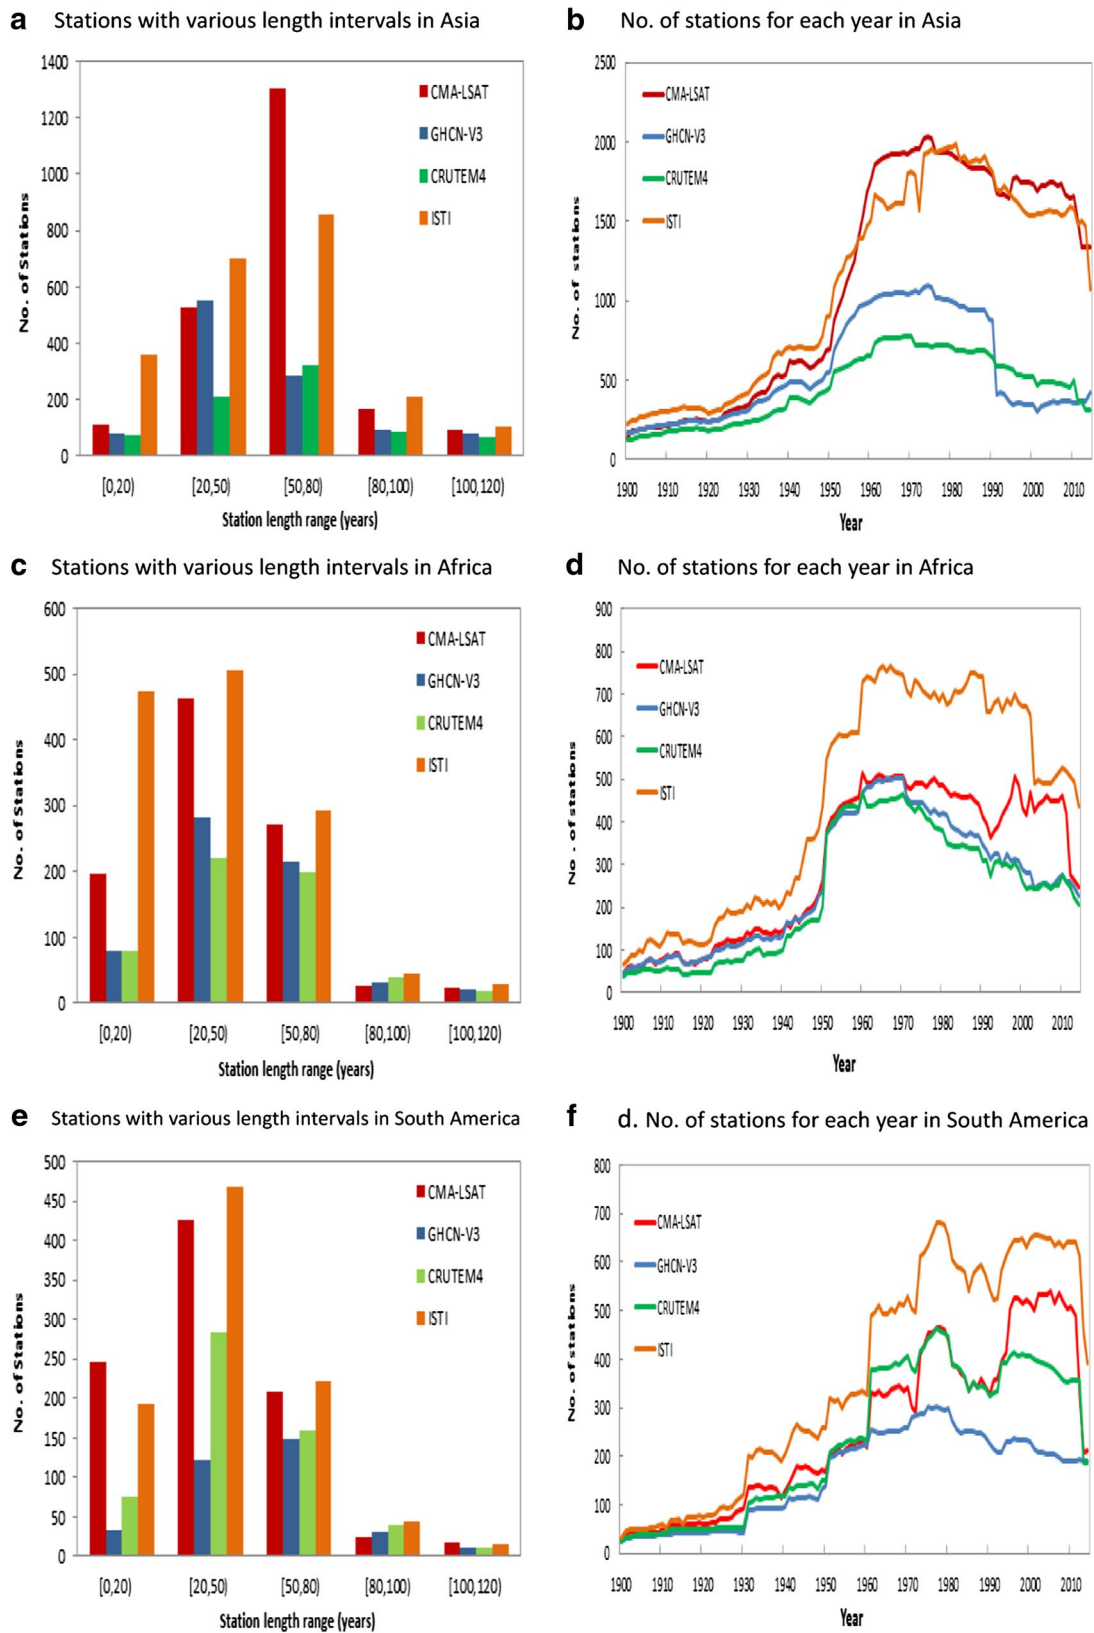 a Stations with various length intervals in Asia
No. of Stations
1400
1200
1000
800
600
400
200
0
CMA-LSAT
GHCN-V3
CRUTEM4
ISTI
[0,20) [20,50) [50,80) [80,100) [100,120)
Station length range (years)
b No. of stations for each year in Asia
No. of stations
2500
2000
1500
1000
500
0
CMA-LSAT
GHCN-V3
CRUTEM4
ISTI
1900 1910 1920 1930 1940 1950 1960 1970 1980 1990 2000 2010
Year
c Stations with various length intervals in Africa
No. of Stations
600
500
400
300
200
100
0
CMA-LSAT
GHCN-V3
CRUTEM4
ISTI
[0,20) [20,50) [50,80) [80,100) [100,120)
Station length range (years)
d No. of stations for each year in Africa
No . of stations
900
800
700
600
500
400
300
200
100
0
CMA-LSAT
GHCN-V3
CRUTEM4
ISTI
1900 1910 1920 1930 1940 1950 1960 1970 1980 1990 2000 2010
Year
e Stations with various length intervals in South America
No. of Stations
500
450
400
350
300
250
200
150
100
50
0
CMA-LSAT
GHCN-V3
CRUTEM4
ISTI
[0,20) [20,50) [50,80) [80,100) [100,120)
Station length range (years)
f d. No. of stations for each year in South America
No. of stations
800
700
600
500
400
300
200
100
0
CMA-LSAT
GHCN-V3
CRUTEM4
ISTI
1900 1910 1920 1930 1940 1950 1960 1970 1980 1990 2000 2010
Year